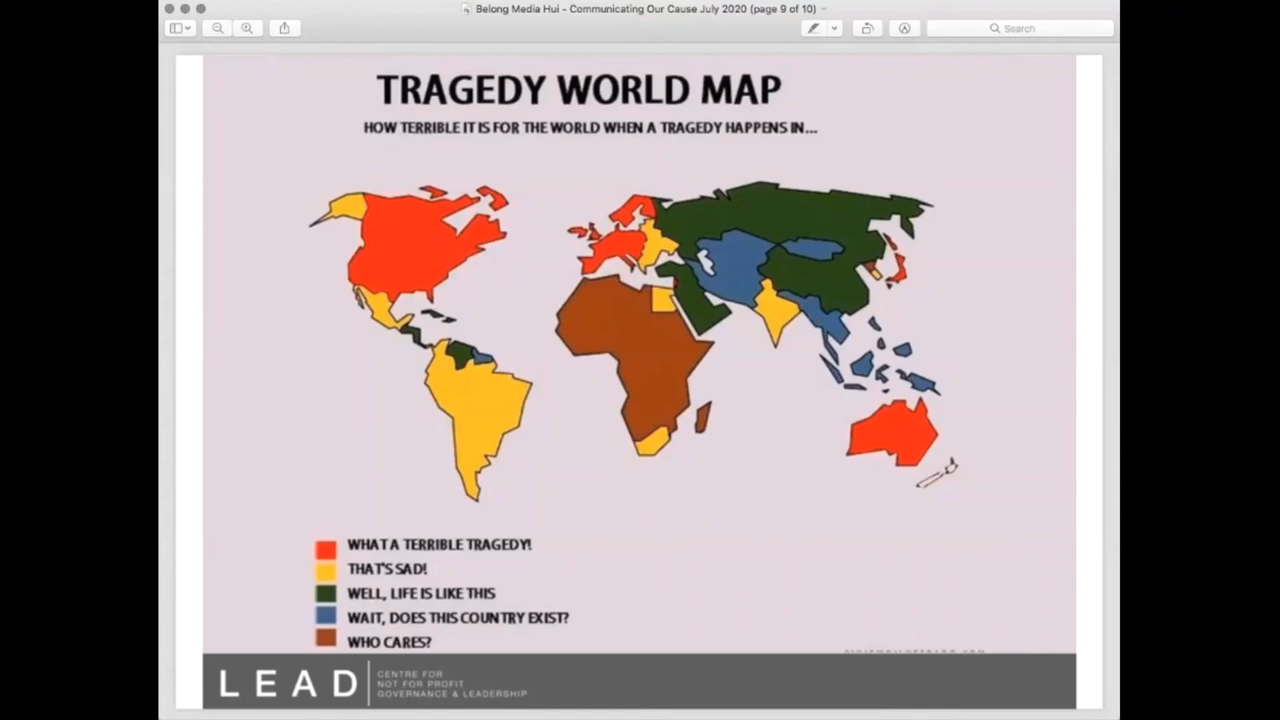 Belong Media Hui - Communicating Our Cause July 2020 (page 9 of 10)
Search
TRAGEDY WORLD MAP
HOW TERRIBLE IT IS FOR THE WORLD WHEN A TRAGEDY HAPPENS IN...
WHAT A TERRIBLE TRAGEDY!
THAT'S SAD!
WELL, LIFE IS LIKE THIS
WAIT, DOES THIS COUNTRY EXIST?
WHO CARES?
LEAD
CENTRE FOR
NOT FOR PROFIT
GOVERNANCE & LEADERSHIP